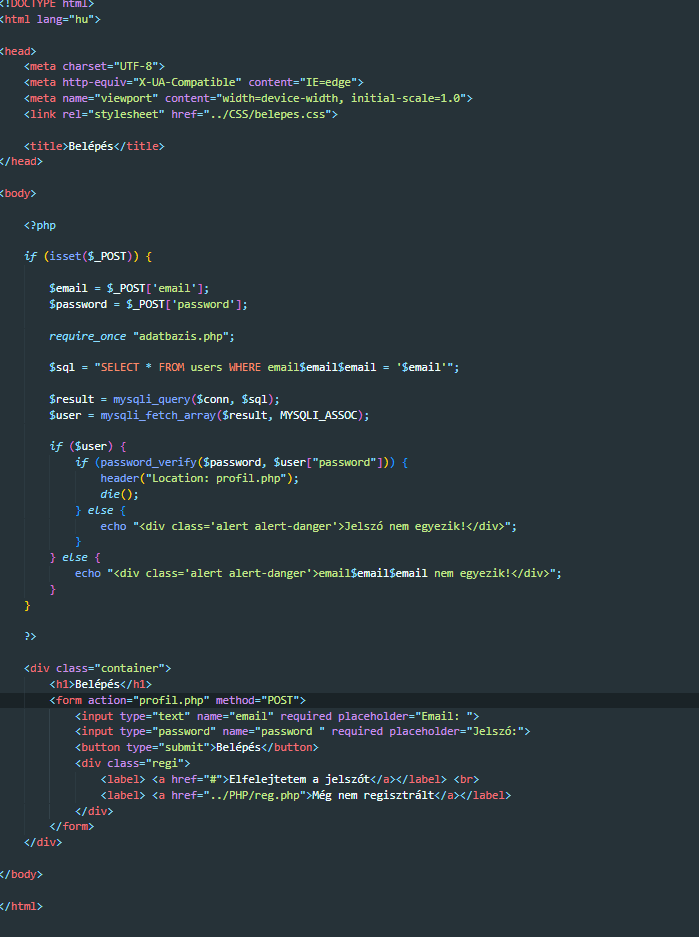 <!DOCTYPE html>
<html lang="hu">
<head>
<meta charset="UTF-8">
<meta http-equiv="X-UA-Compatible" content="IE=edge">
<meta name="viewport" content="width=device-width, initial-scale=1.0">
<link rel="stylesheet" href="../CSS/belepes.css">
<title>Belépés</title>
</head>
<body>
<?php
if (isset($_POST)) {
$email = $_POST['email'];
$password = $_POST['password'];
require_once "adatbazis.php";
$sql = "SELECT * FROM users WHERE email$email$email = '$email'";
$result = mysqli_query($conn, $sql);
$user = mysqli_fetch_array($result, MYSQLI_ASSOC);
if ($user) {
if (password_verify($password, $user["password"])) {
header("Location: profil.php");
die();
} else {
echo "<div class='alert alert-danger'>Jelszó nem egyezik!</div>";
}
} else {
echo "<div class='alert alert-danger'>email$email$email nem egyezik!</div>";
}
}
?>
<div class="container">
<h1>Belépés</h1>
<form action="profil.php" method="POST">
<input type="text" name="email" required placeholder="Email: ">
<input type="password" name="password " required placeholder="Jelszó:">
<button type="submit">Belépés</button>
<div class="regi">
<label> <a href="#">Elfelejtetem a jelszót</a></label> <br>
<label> <a href="../PHP/reg.php">Még nem regisztrált</a></label>
</div>
</form>
</div>
</body>
</html>